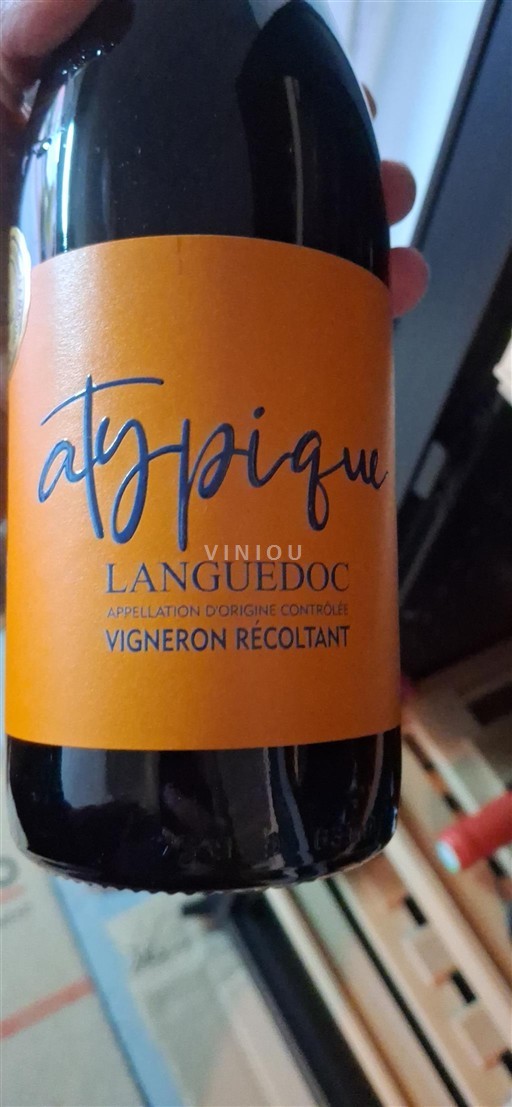 atypique
VINIOU
LANGUEDOC
APPELLATION D'ORIGINE CONTRÔLÉE
VIGNERON RÉCOLTANT